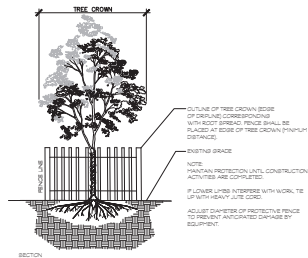 TREE CROWN
OUTLINE OF TREE CROWN (EDGE
OF DRIPLINE) CORRESPONDING
WITH ROOT SPREAD. FENCE SHALL BE
PLACED AT EDGE OF TREE CROWN (MINIMUM
DISTANCE).
FENCE LINE
EXISTING GRADE
NOTE:
MAINTAIN PROTECTION UNTIL CONSTRUCTION
ACTIVITIES ARE COMPLETED.
IF LOWER LIMBS INTERFERE WITH WORK, TIE
UP WITH HEAVY JUTE CORD.
ADJUST DIAMETER OF PROTECTIVE FENCE
TO PREVENT ANTICIPATED DAMAGE BY
EQUIPMENT.
SECTION